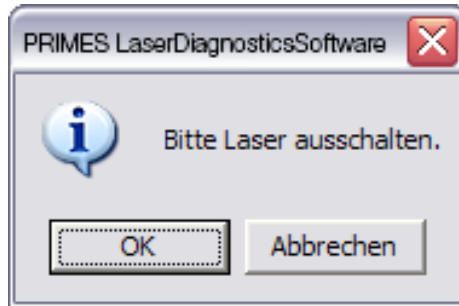 PRIMES LaserDiagnosticsSoftware
Bitte Laser ausschalten.
OK
Abbrechen